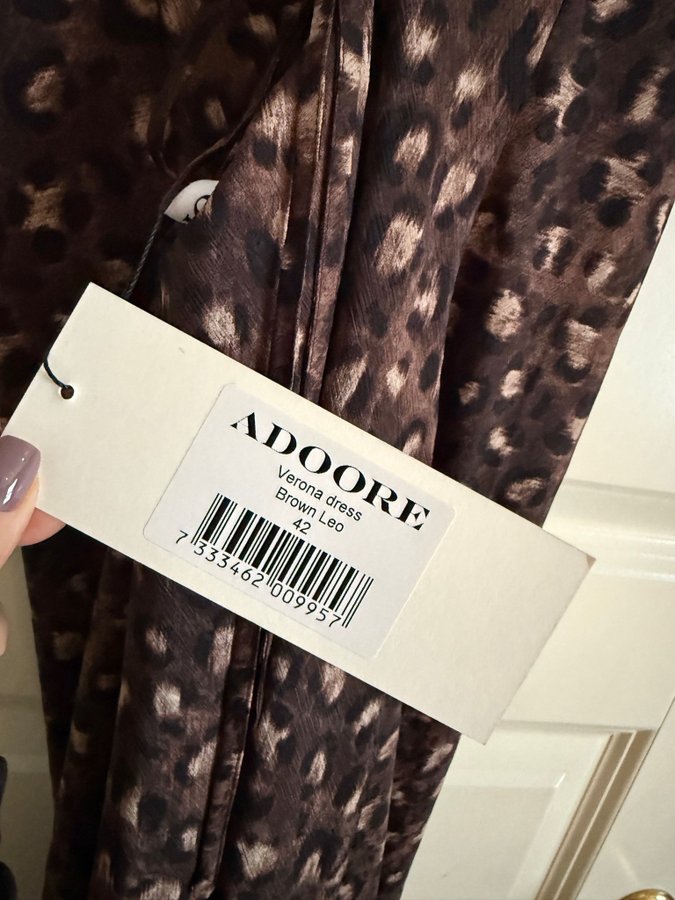 ADOORE
Verona dress
Brown Leo
42
7 333462 009957